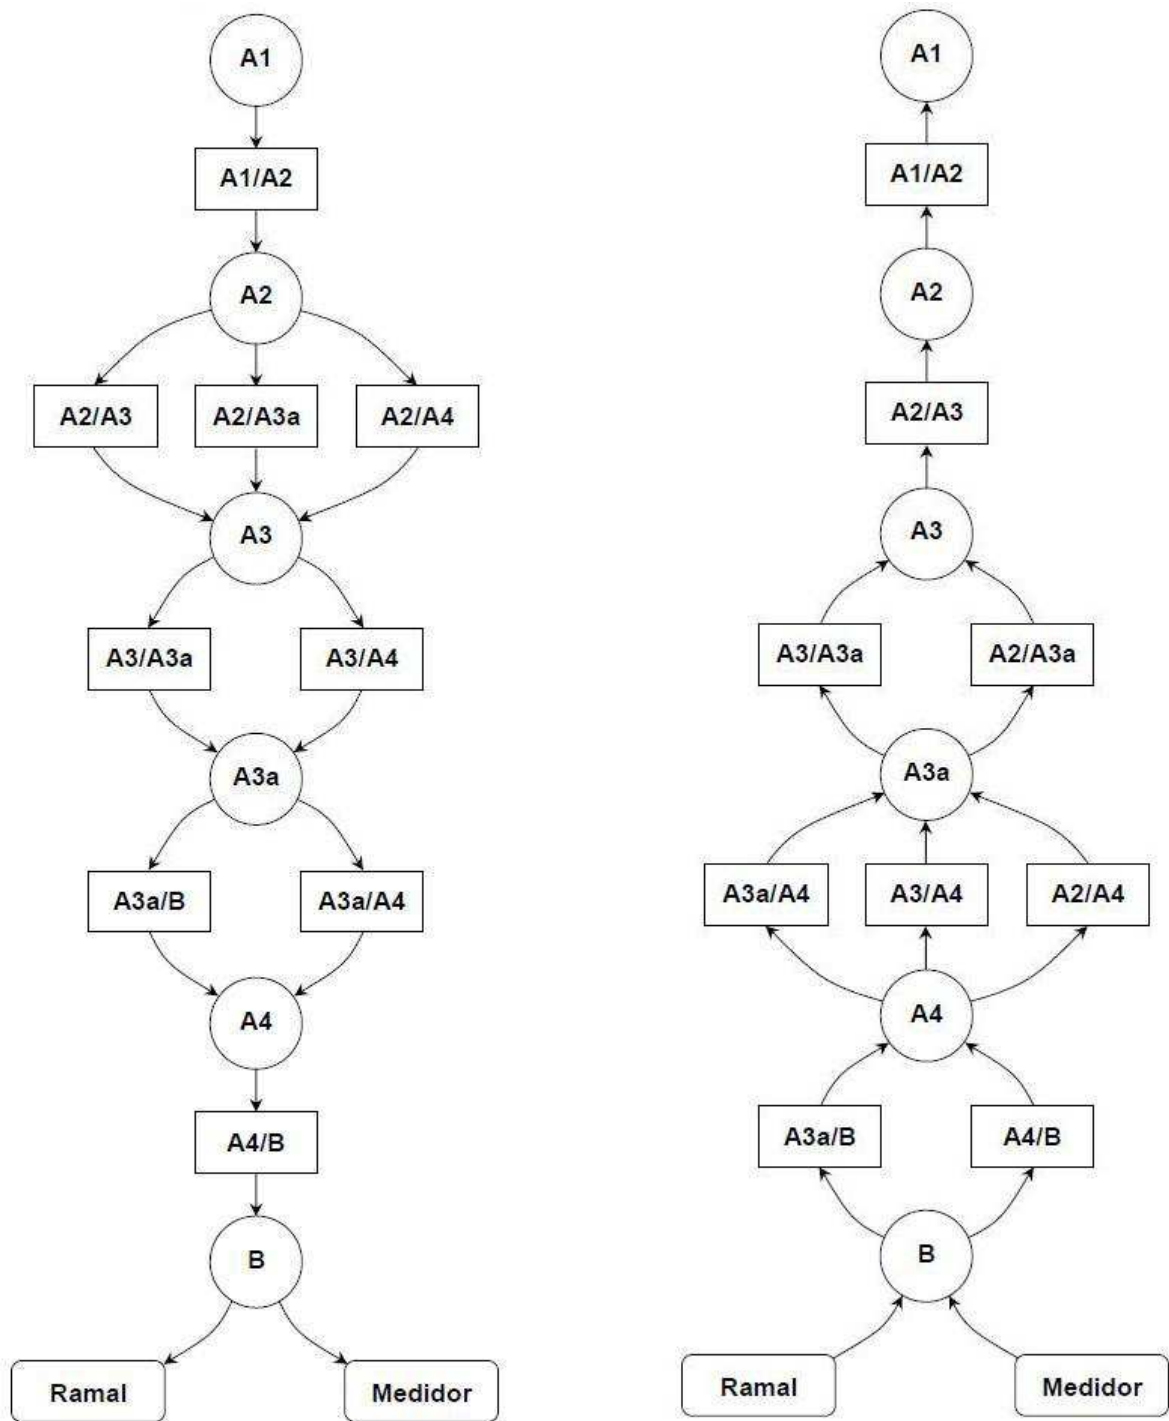 A1
A1/A2
A2
A2/A3 A2/A3a A2/A4
A3
A3/A3a A3/A4
A3a
A3a/B A3a/A4
A4
A4/B
B
Ramal Medidor
A1
A1/A2
A2
A2/A3
A3
A3/A3a A2/A3a
A3a
A3a/A4 A3/A4 A2/A4
A4
A3a/B A4/B
B
Ramal Medidor